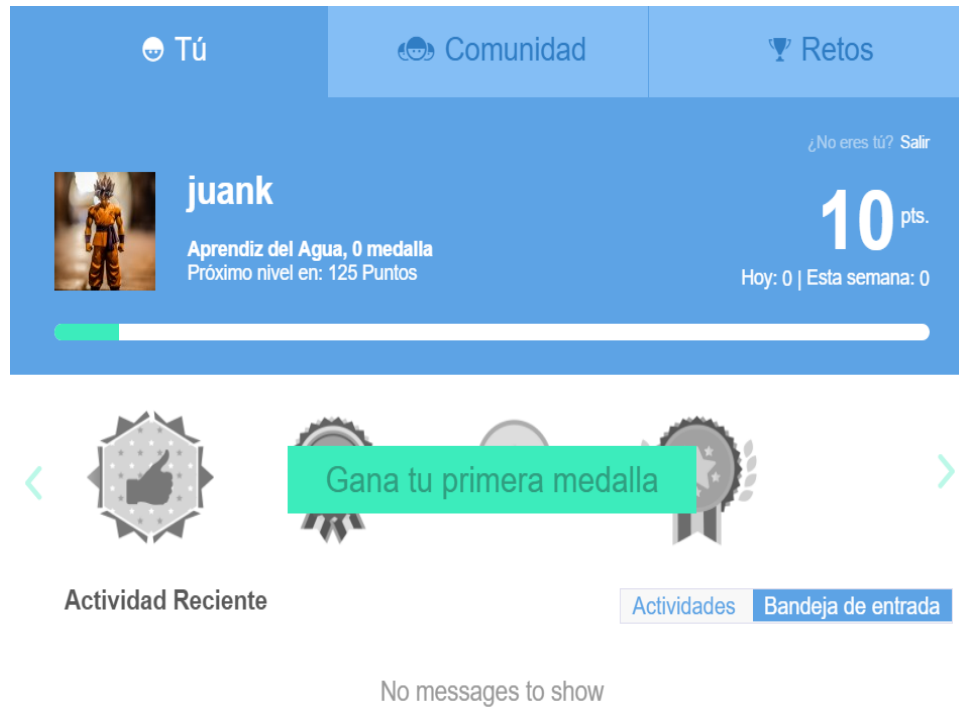 Tú
Comunidad
Retos
¿No eres tú? Salir
juank
10 pts.
Aprendiz del Agua, 0 medalla
Próximo nivel en: 125 Puntos
Hoy: 0 | Esta semana: 0
Gana tu primera medalla
Actividad Reciente
Actividades
Bandeja de entrada
No messages to show